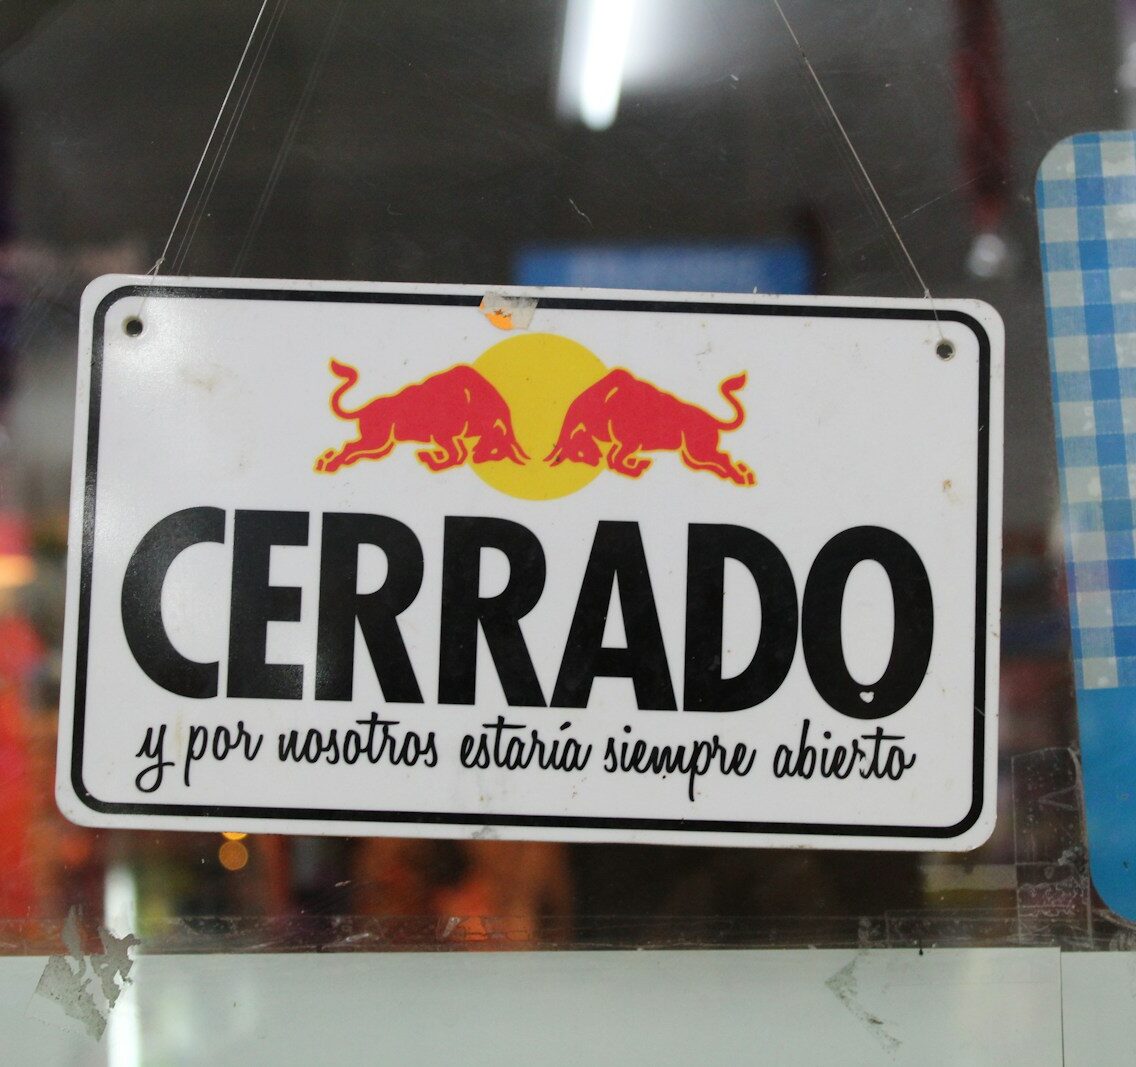 CERRADO
y por nosotros estaría siempre abierto